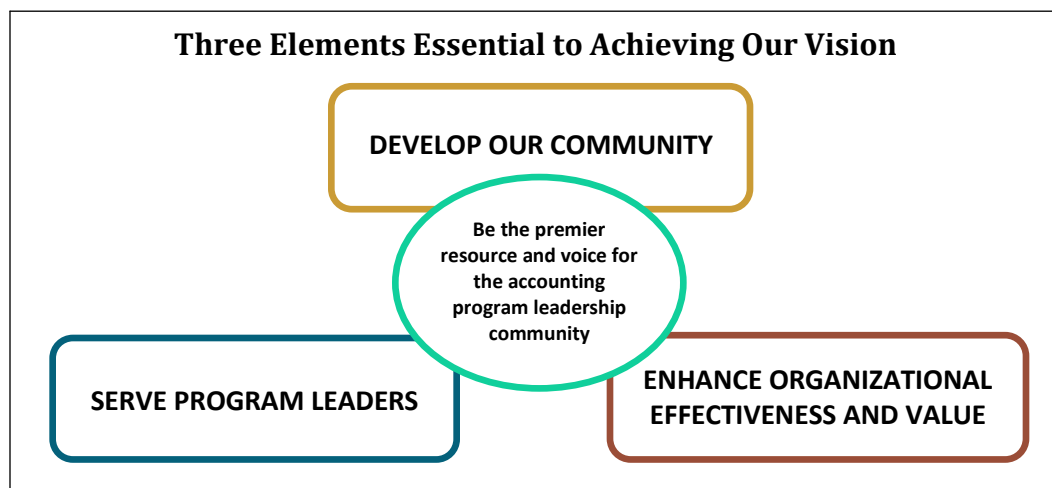 Three Elements Essential to Achieving Our Vision
DEVELOP OUR COMMUNITY
Be the premier
resource and voice for
the accounting
program leadership
community
SERVE PROGRAM LEADERS
ENHANCE ORGANIZATIONAL
EFFECTIVENESS AND VALUE